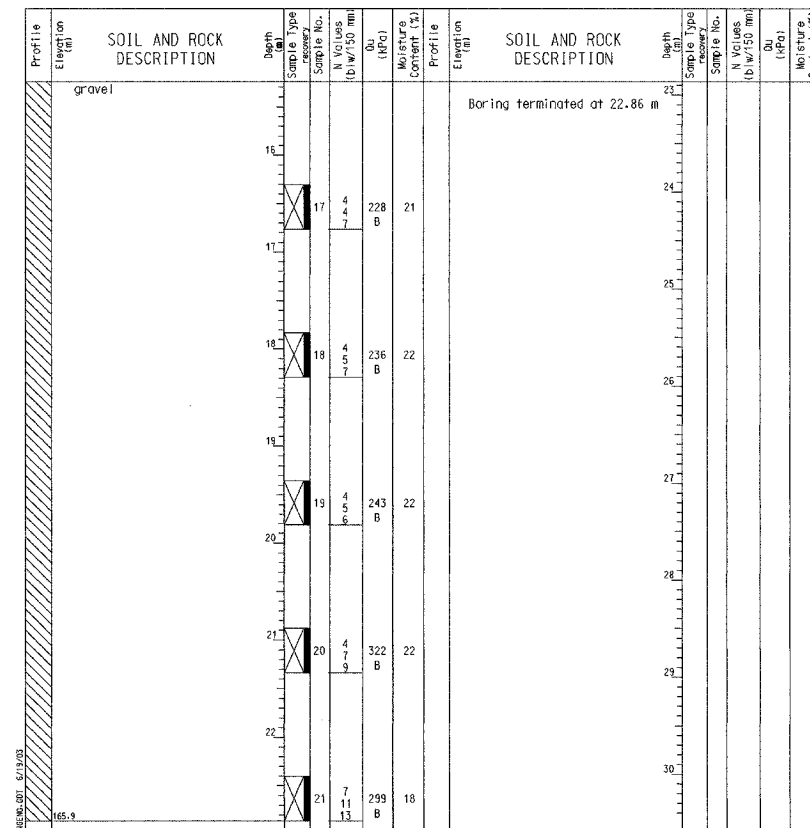 Profile
Elevation (m)
SOIL AND ROCK
DESCRIPTION
Depth (m)
Sample Type
recovery
Sample No.
N Values
(blw/150 mm)
Qu
(kPa)
Moisture
Content (%)
gravel
16
17
4
4
7
228
B
21
17
18
18
4
5
7
236
B
22
19
19
4
5
6
243
B
22
20
21
20
4
7
9
322
B
22
22
21
7
11
13
299
B
18
165.9
6/19/03
Profile
Elevation (m)
SOIL AND ROCK
DESCRIPTION
Depth (m)
Sample Type
recovery
Sample No.
N Values
(blw/150 mm)
Qu
(kPa)
Moisture
Boring terminated at 22.86 m
23
24
25
26
27
28
29
30